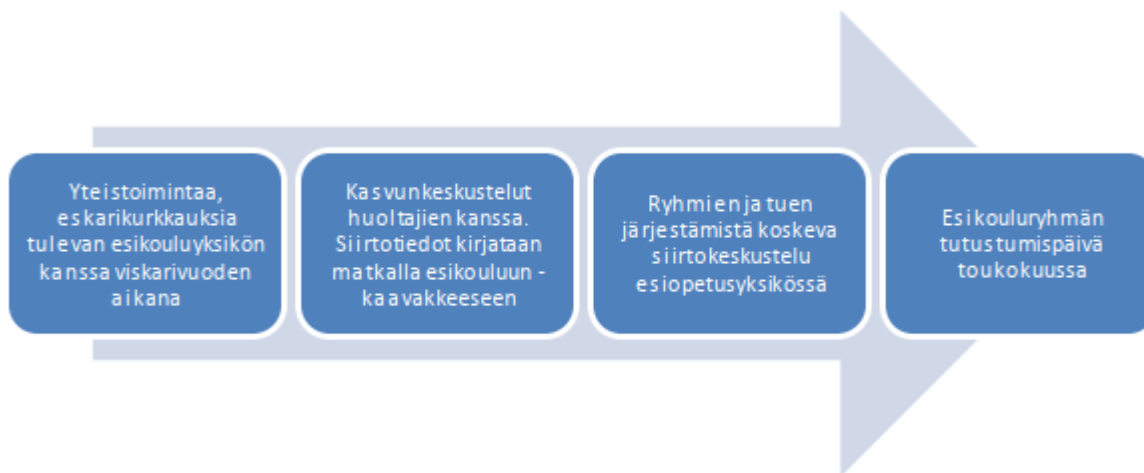 Yhteistoimintaa,
eskarikurkkauksia
tulevan esikouluyksikön
kanssa viskarivuoden
aikana
Kasvunkeskustelut
huoltajien kanssa.
Siirtotiedot kirjataan
matkalla esikouluun -
kaavakkeeseen
Ryhmien ja tuen
järjestämistä koskeva
siirtokeskustelu
esiopetusyksikössä
Esikouluryhmän
tutustumispäivä
toukokuussa